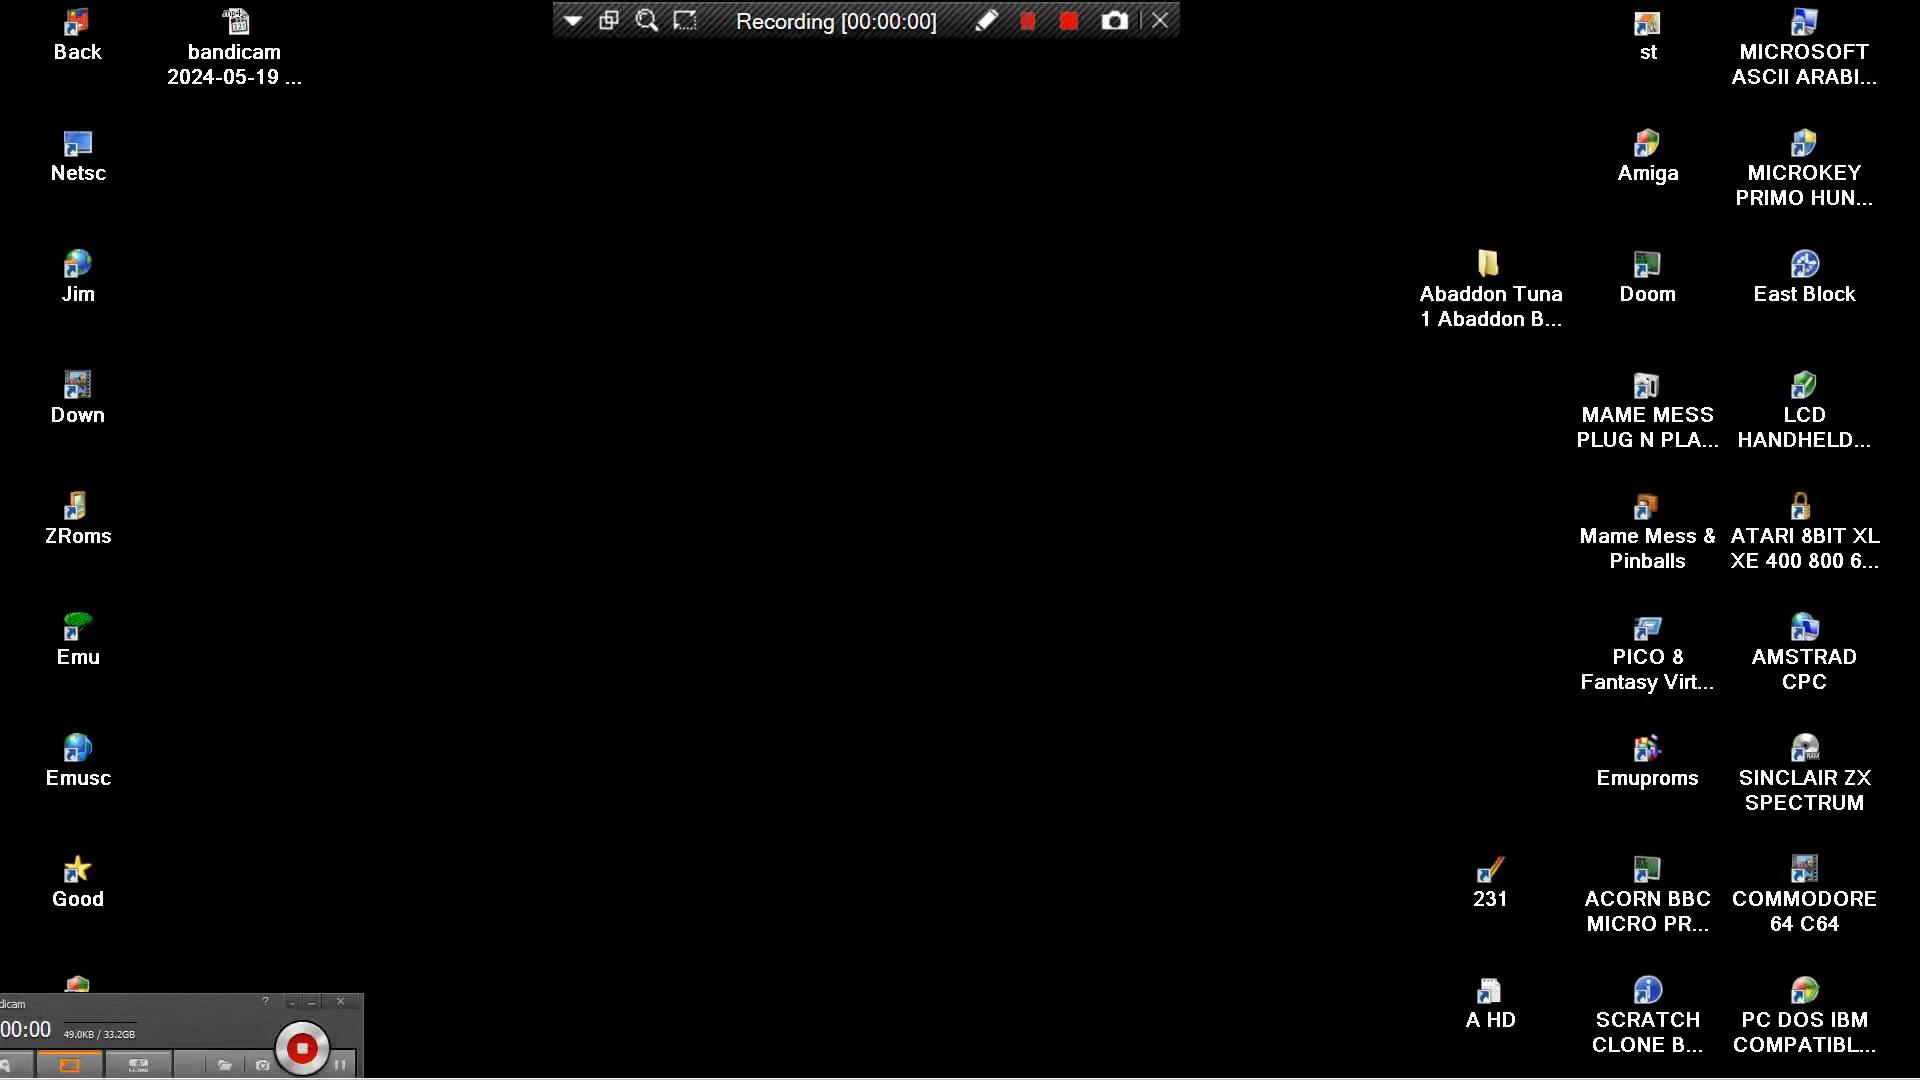 Recording [00:00:00]
Back
bandicam
2024-05-19 ...
Netsc
Jim
Down
ZRoms
Emu
Emusc
Good
st
MICROSOFT
ASCII ARABI...
Amiga
MICROKEY
PRIMO HUN...
Abaddon Tuna
1 Abaddon B...
Doom
East Block
MAME MESS
PLUG N PLA...
LCD
HANDHELD...
Mame Mess &
Pinballs
ATARI 8BIT XL
XE 400 800 6...
PICO 8
Fantasy Virt...
AMSTRAD
CPC
Emuproms
SINCLAIR ZX
SPECTRUM
231
ACORN BBC
MICRO PR...
COMMODORE
64 C64
A HD
SCRATCH
CLONE B...
PC DOS IBM
COMPATIBL...
dicam
00:00
49.0KB / 33.2GB